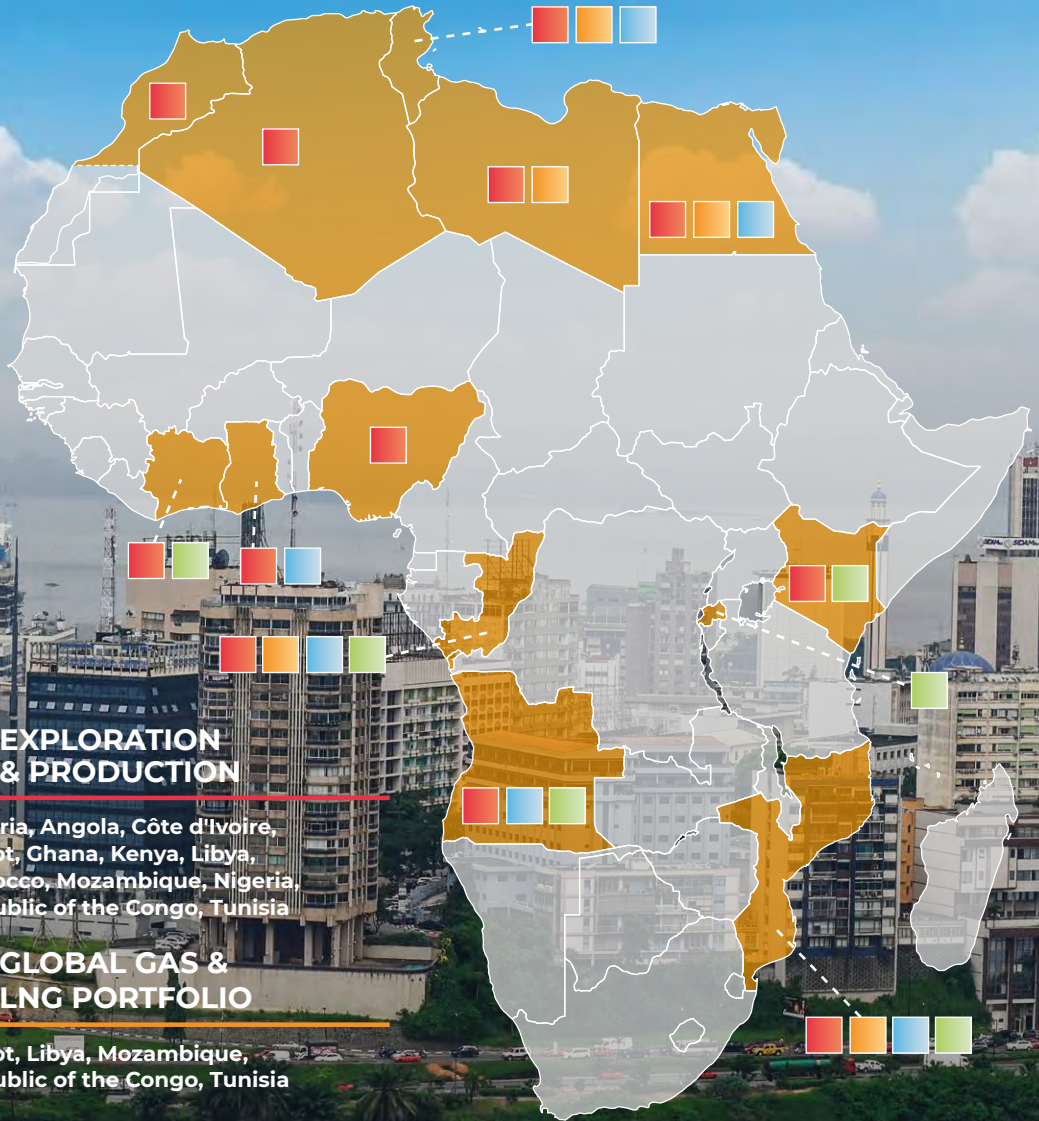 EXPLORATION
& PRODUCTION
ria, Angola, Côte d'Ivoire,
ot, Ghana, Kenya, Libya,
occo, Mozambique, Nigeria,
ublic of the Congo, Tunisia
GLOBAL GAS &
LNG PORTFOLIO
ot, Libya, Mozambique,
ublic of the Congo, Tunisia